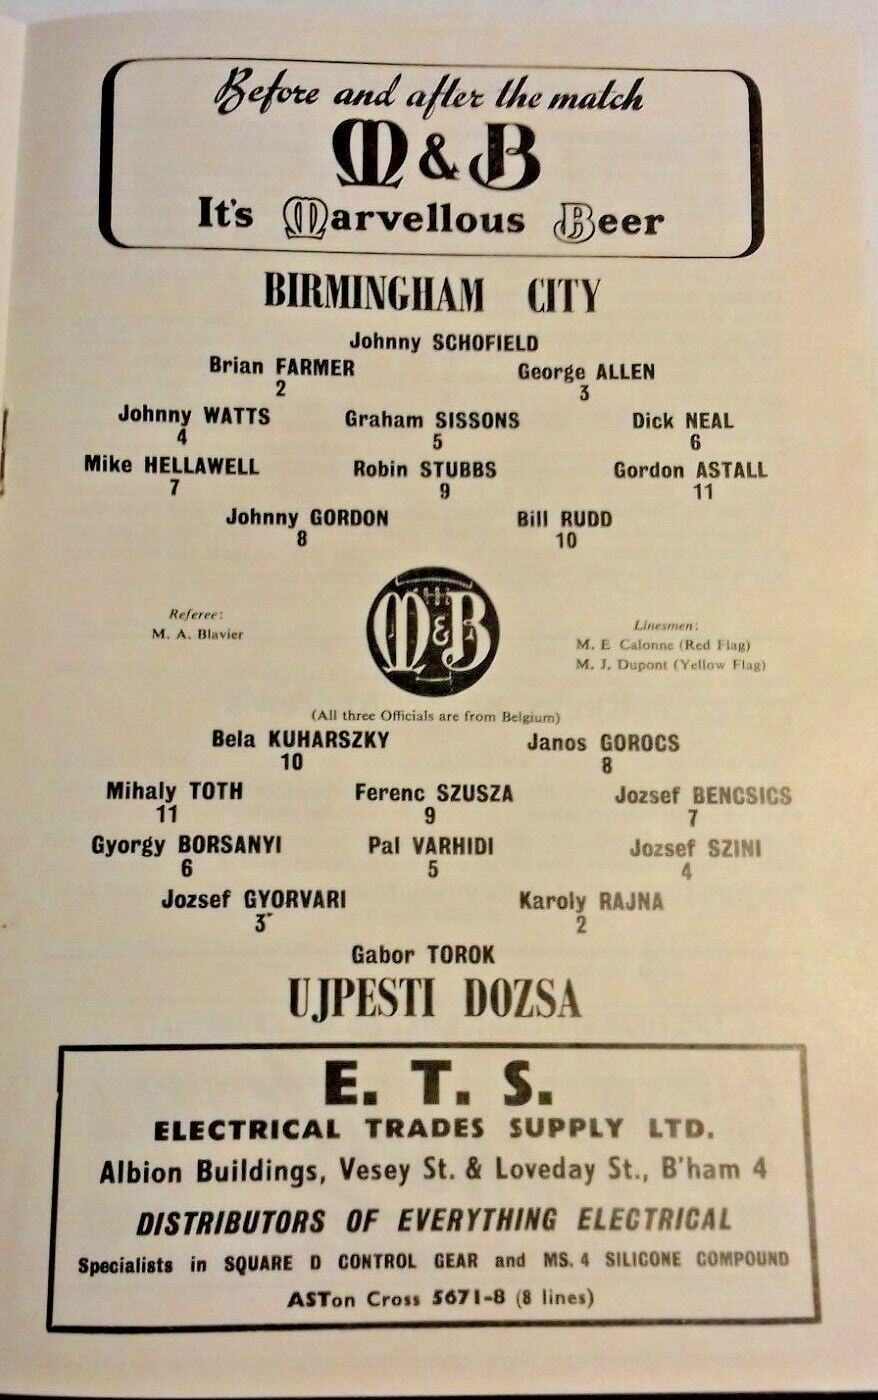 Before and after the match
M & B
It's Marvellous Beer
BIRMINGHAM CITY
Johnny SCHOFIELD
Brian FARMER George ALLEN
2 3
Johnny WATTS Graham SISSONS Dick NEAL
4 5 6
Mike HELLAWELL Robin STUBBS Gordon ASTALL
7 9 11
Johnny GORDON Bill RUDD
8 10
Referee:
M. A. Blavier
M & B
Linesmen:
M. E. Calonne (Red Flag)
M. J. Dupont (Yellow Flag)
(All three Officials are from Belgium)
Bela KUHARSZKY Janos GOROCS
10 8
Mihaly TOTH Ferenc SZUSZA Jozsef BENCSICS
11 9 7
Gyorgy BORSANYI Pal VARHIDI Jozsef SZINI
6 5 4
Jozsef GYORVARI Karoly RAJNA
3 2
Gabor TOROK
UJPESTI DOZSA
E. T. S.
ELECTRICAL TRADES SUPPLY LTD.
Albion Buildings, Vesey St. & Loveday St., B'ham 4
DISTRIBUTORS OF EVERYTHING ELECTRICAL
Specialists in SQUARE D CONTROL GEAR and MS. 4 SILICONE COMPOUND
ASTon Cross 5671-8 (8 lines)